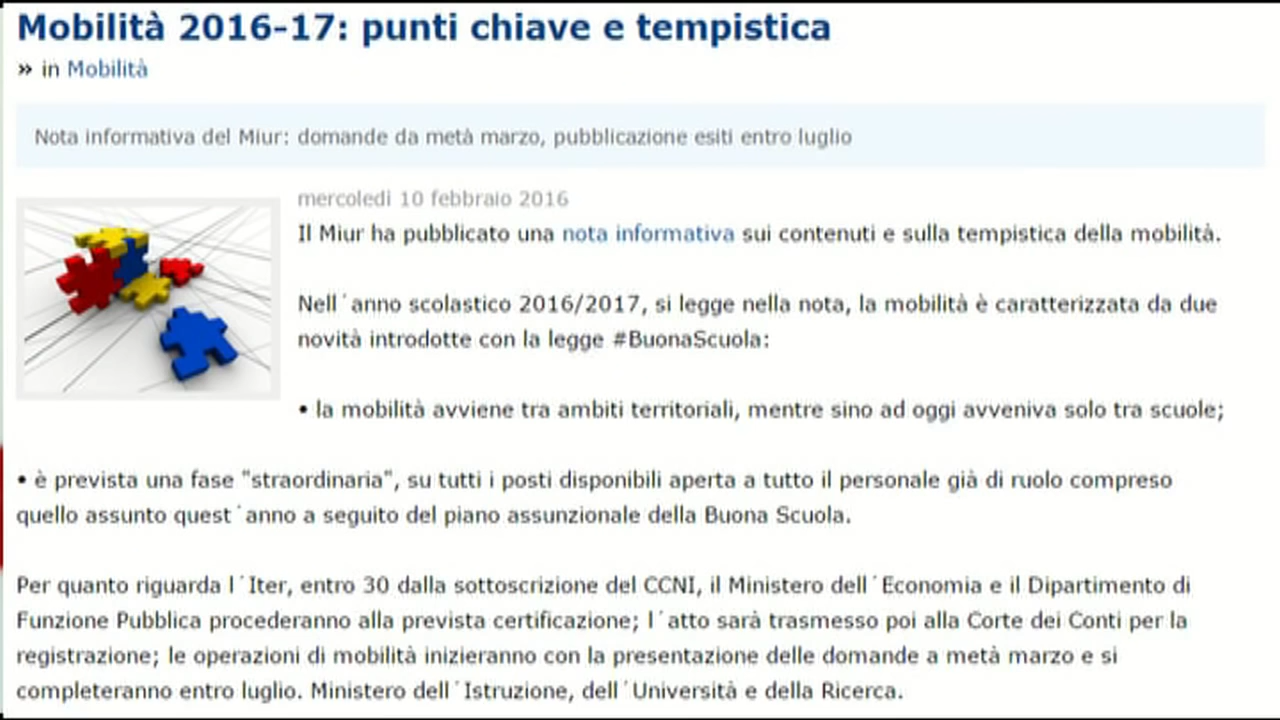 Mobilità 2016-17: punti chiave e tempistica
» in Mobilità
Nota informativa del Miur: domande da metà marzo, pubblicazione esiti entro luglio
mercoledì 10 febbraio 2016
Il Miur ha pubblicato una nota informativa sui contenuti e sulla tempistica della mobilità.
Nell´anno scolastico 2016/2017, si legge nella nota, la mobilità è caratterizzata da due
novità introdotte con la legge #BuonaScuola:
• la mobilità avviene tra ambiti territoriali, mentre sino ad oggi avveniva solo tra scuole;
• è prevista una fase "straordinaria", su tutti i posti disponibili aperta a tutto il personale già di ruolo compreso
quello assunto quest´anno a seguito del piano assunzionale della Buona Scuola.
Per quanto riguarda l´Iter, entro 30 dalla sottoscrizione del CCNI, il Ministero dell´Economia e il Dipartimento di
Funzione Pubblica procederanno alla prevista certificazione; l´atto sarà trasmesso poi alla Corte dei Conti per la
registrazione; le operazioni di mobilità inizieranno con la presentazione delle domande a metà marzo e si
completeranno entro luglio. Ministero dell´Istruzione, dell´Università e della Ricerca.